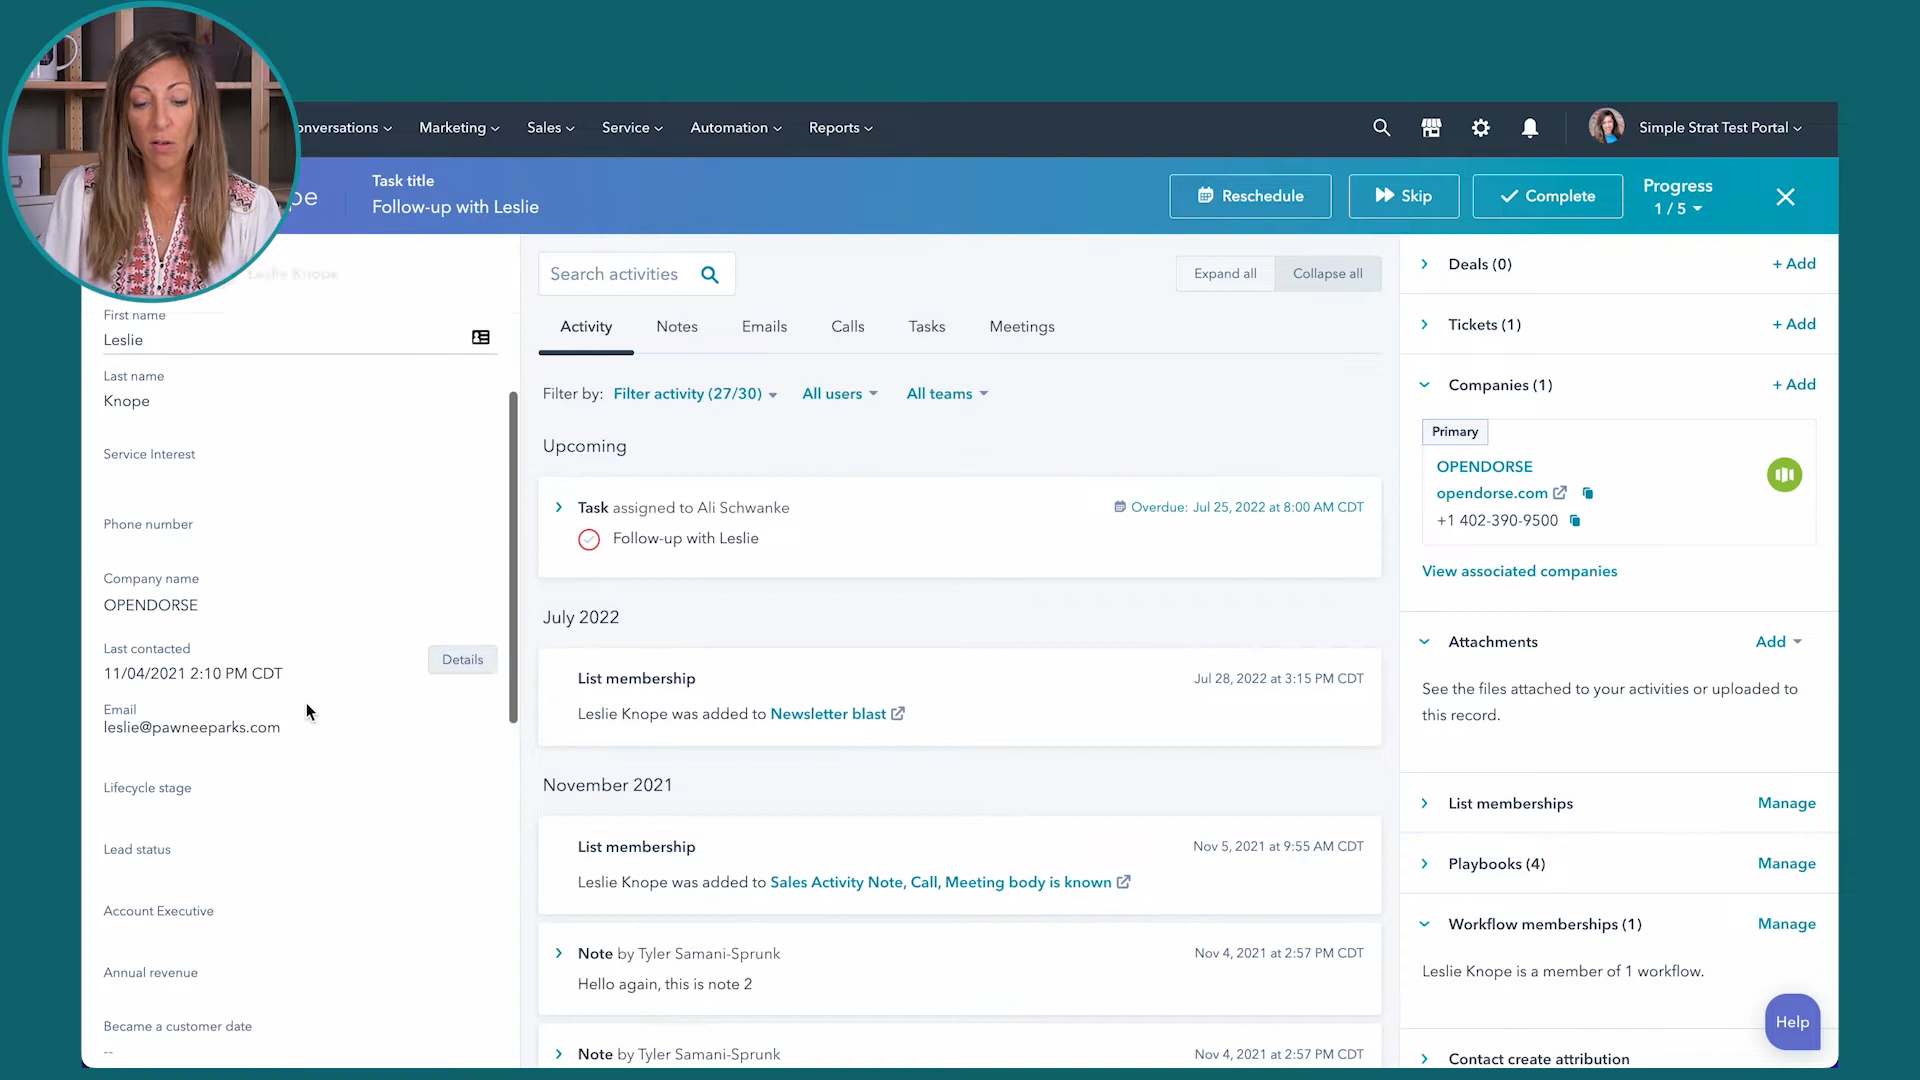 onversations
Marketing
Sales
Service
Automation
Reports
Simple Strat Test Portal
pe
Task title
Follow-up with Leslie
Reschedule
Skip
Complete
Progress
1 / 5
Leslie Knope
First name
Leslie
Last name
Knope
Service Interest
Phone number
Company name
OPENDORSE
Last contacted
11/04/2021 2:10 PM CDT
Details
Email
leslie@pawneeparks.com
Lifecycle stage
Lead status
Account Executive
Annual revenue
Became a customer date
--
Search activities
Expand all
Collapse all
Activity
Notes
Emails
Calls
Tasks
Meetings
Filter by: Filter activity (27/30) All users All teams
Upcoming
Task assigned to Ali Schwanke
Overdue: Jul 25, 2022 at 8:00 AM CDT
Follow-up with Leslie
July 2022
List membership
Jul 28, 2022 at 3:15 PM CDT
Leslie Knope was added to Newsletter blast
November 2021
List membership
Nov 5, 2021 at 9:55 AM CDT
Leslie Knope was added to Sales Activity Note, Call, Meeting body is known
Note by Tyler Samani-Sprunk
Nov 4, 2021 at 2:57 PM CDT
Hello again, this is note 2
Note by Tyler Samani-Sprunk
Nov 4, 2021 at 2:57 PM CDT
Deals (0)
+ Add
Tickets (1)
+ Add
Companies (1)
+ Add
Primary
OPENDORSE
opendorse.com
+1 402-390-9500
View associated companies
Attachments
Add
See the files attached to your activities or uploaded to
this record.
List memberships
Manage
Playbooks (4)
Manage
Workflow memberships (1)
Manage
Leslie Knope is a member of 1 workflow.
Help
Contact create attribution